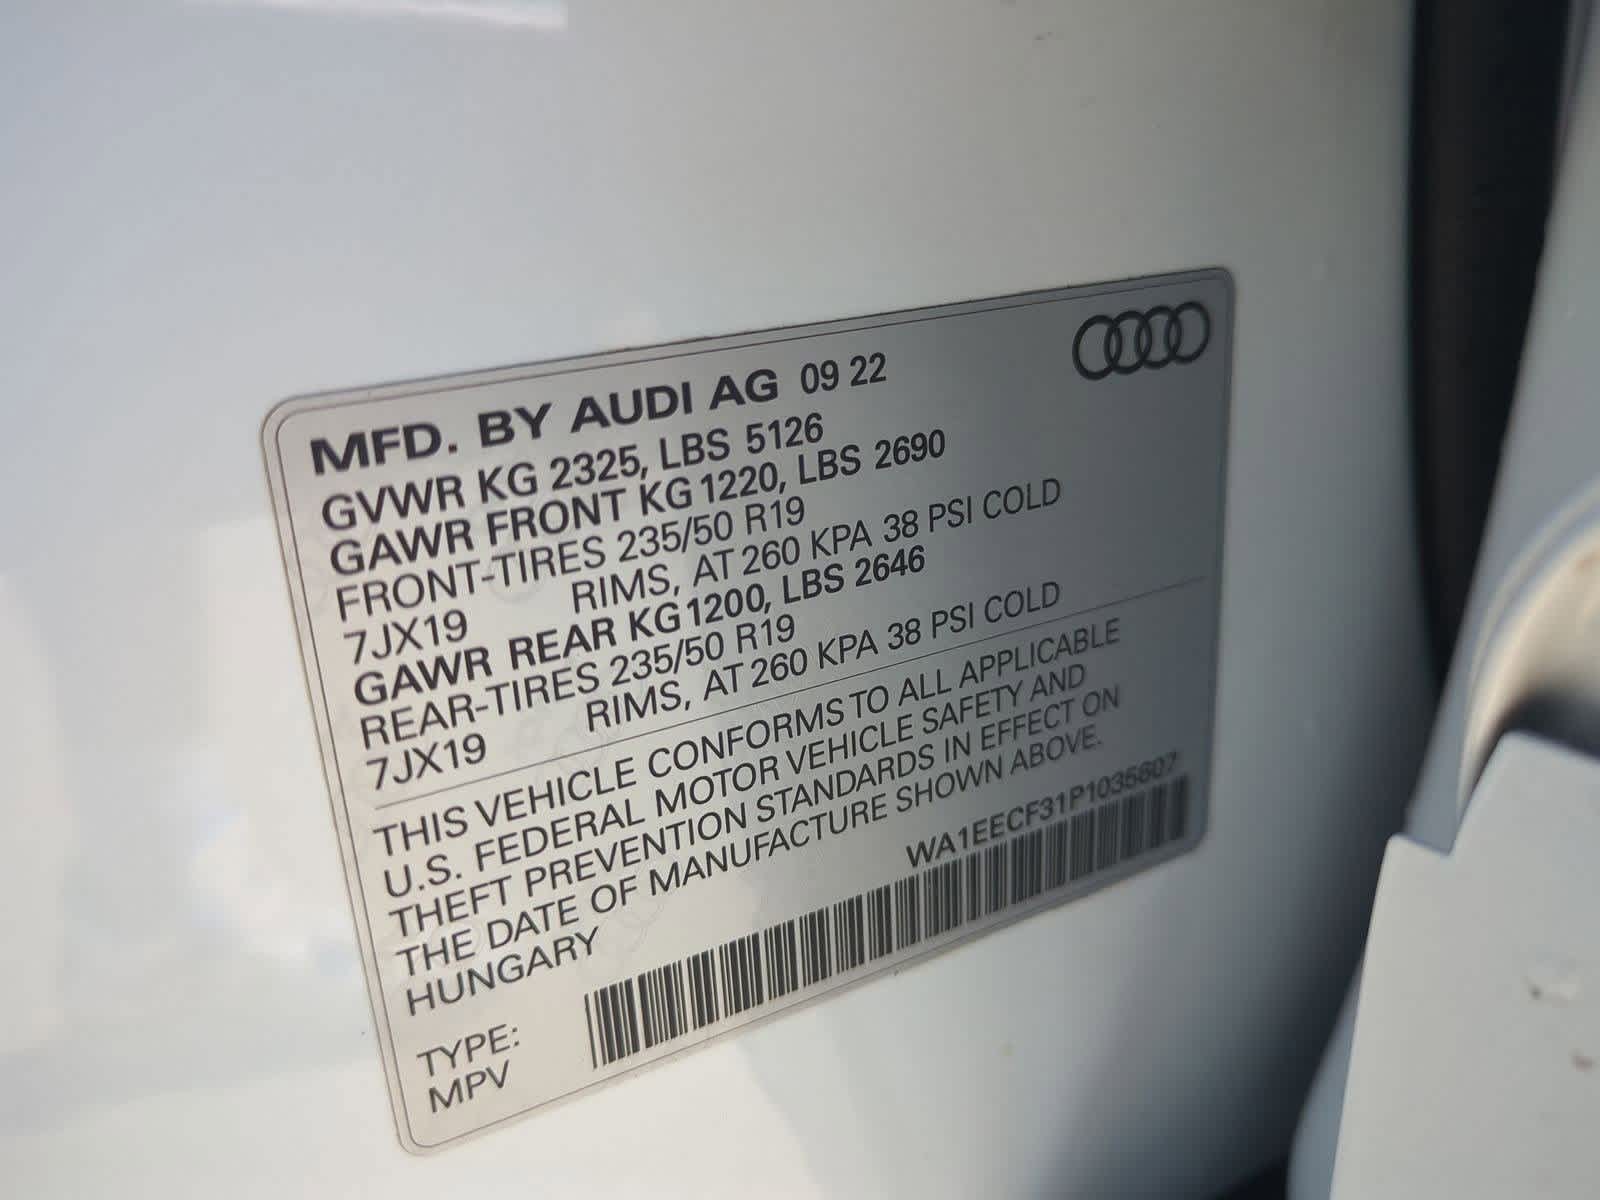 MFD. BY AUDI AG 09 22
GVWR KG 2325, LBS 5126
GAWR FRONT KG 1220, LBS 2690
FRONT-TIRES 235/50 R19
7JX19 RIMS, AT 260 KPA 38 PSI COLD
GAWR REAR KG 1200, LBS 2646
REAR-TIRES 235/50 R19
7JX19 RIMS, AT 260 KPA 38 PSI COLD
THIS VEHICLE CONFORMS TO ALL APPLICABLE
U.S. FEDERAL MOTOR VEHICLE SAFETY AND
THEFT PREVENTION STANDARDS IN EFFECT ON
THE DATE OF MANUFACTURE SHOWN ABOVE.
HUNGARY
WA1EECF31P1035607
TYPE:
MPV